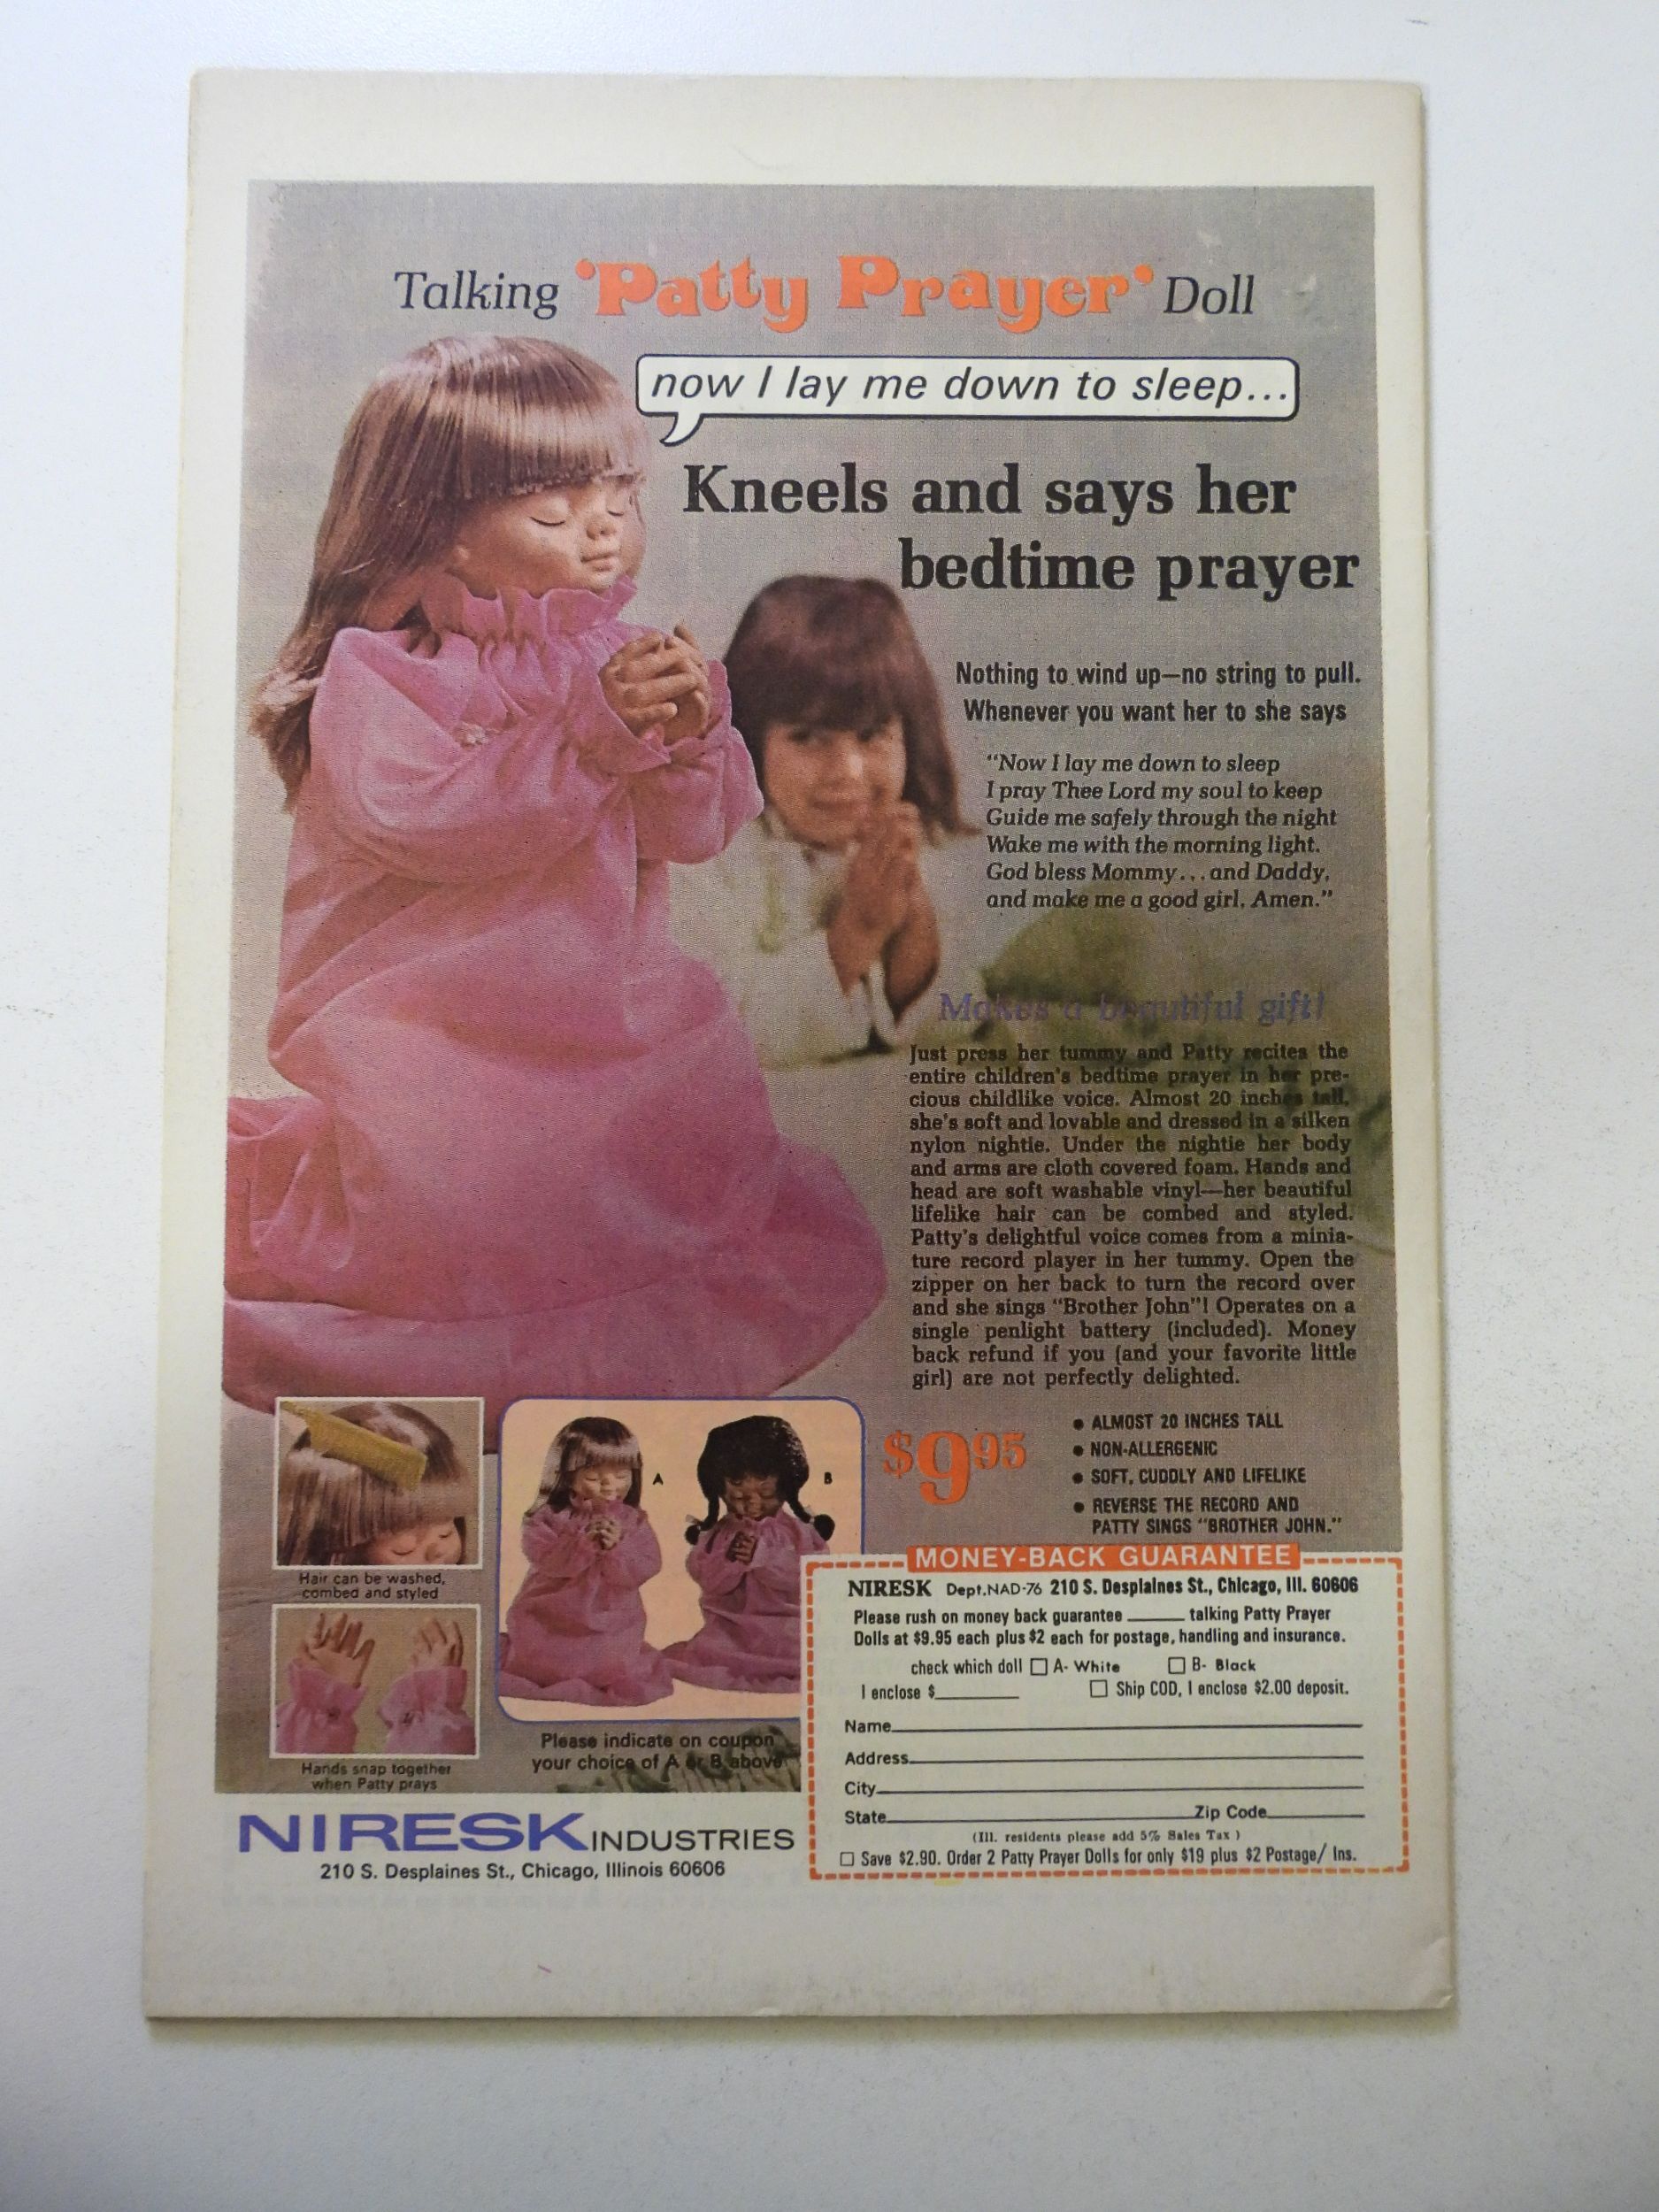 Talking 'Patty Prayer' Doll
now I lay me down to sleep...
Kneels and says her
bedtime prayer
Nothing to wind up—no string to pull.
Whenever you want her to she says
"Now I lay me down to sleep
I pray Thee Lord my soul to keep
Guide me safely through the night
Wake me with the morning light.
God bless Mommy...and Daddy,
and make me a good girl. Amen."
Makes a beautiful gift!
Just press her tummy and Patty recites the
entire children's bedtime prayer in her pre-
cious childlike voice. Almost 20 inches tall,
she's soft and lovable and dressed in a silken
nylon nightie. Under the nightie her body
and arms are cloth covered foam. Hands and
head are soft washable vinyl—her beautiful
lifelike hair can be combed and styled.
Patty's delightful voice comes from a minia-
ture record player in her tummy. Open the
zipper on her back to turn the record over
and she sings "Brother John"! Operates on a
single penlight battery (included). Money
back refund if you (and your favorite little
girl) are not perfectly delighted.
$9.95
● ALMOST 20 INCHES TALL
● NON-ALLERGENIC
● SOFT, CUDDLY AND LIFELIKE
● REVERSE THE RECORD AND
PATTY SINGS "BROTHER JOHN."
Hair can be washed,
combed and styled
Hands snap together
when Patty prays
A
B
Please indicate on coupon
your choice of A or B above
MONEY-BACK GUARANTEE
NIRESK Dept.NAD-76 210 S. Desplaines St., Chicago, Ill. 60606
Please rush on money back guarantee ______ talking Patty Prayer
Dolls at $9.95 each plus $2 each for postage, handling and insurance.
check which doll □ A- White □ B- Black
I enclose $________ □ Ship COD, I enclose $2.00 deposit.
Name
Address
City
State Zip Code
(Ill. residents please add 5% Sales Tax)
□ Save $2.90. Order 2 Patty Prayer Dolls for only $19 plus $2 Postage/ Ins.
NIRESK INDUSTRIES
210 S. Desplaines St., Chicago, Illinois 60606